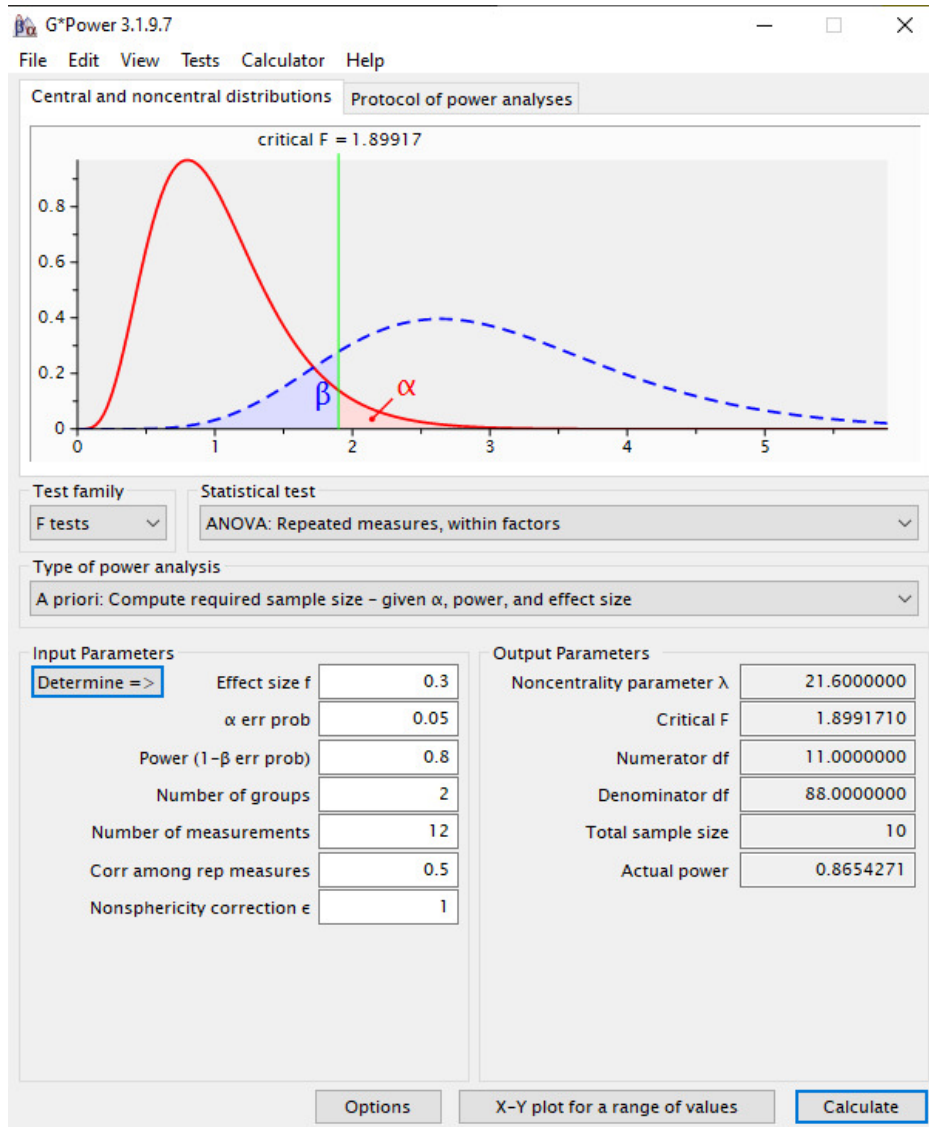 G*Power 3.1.9.7
File Edit View Tests Calculator Help
Central and noncentral distributions Protocol of power analyses
critical F = 1.89917
0.8
0.6
0.4
0.2
0
β
α
0 1 2 3 4 5
Test family Statistical test
F tests ANOVA: Repeated measures, within factors
Type of power analysis
A priori: Compute required sample size – given α, power, and effect size
Input Parameters Output Parameters
Determine => Effect size f 0.3 Noncentrality parameter λ 21.6000000
α err prob 0.05 Critical F 1.8991710
Power (1–β err prob) 0.8 Numerator df 11.0000000
Number of groups 2 Denominator df 88.0000000
Number of measurements 12 Total sample size 10
Corr among rep measures 0.5 Actual power 0.8654271
Nonsphericity correction ϵ 1
Options X–Y plot for a range of values Calculate